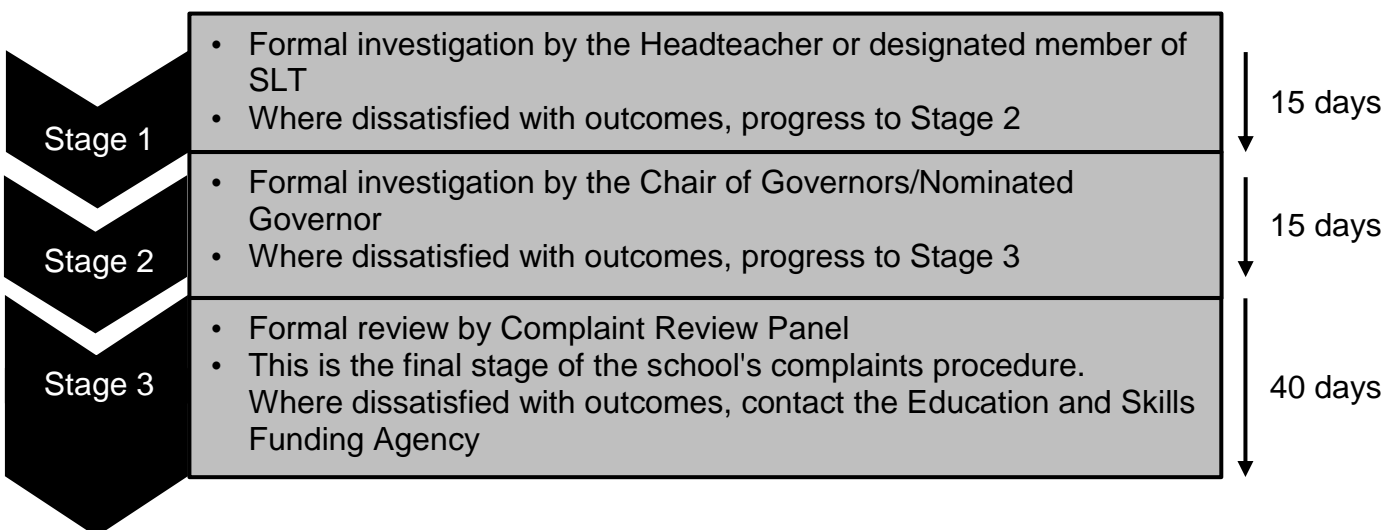 Stage 1
• Formal investigation by the Headteacher or designated member of
SLT
• Where dissatisfied with outcomes, progress to Stage 2
15 days
Stage 2
• Formal investigation by the Chair of Governors/Nominated
Governor
• Where dissatisfied with outcomes, progress to Stage 3
15 days
Stage 3
• Formal review by Complaint Review Panel
• This is the final stage of the school's complaints procedure.
Where dissatisfied with outcomes, contact the Education and Skills
Funding Agency
40 days